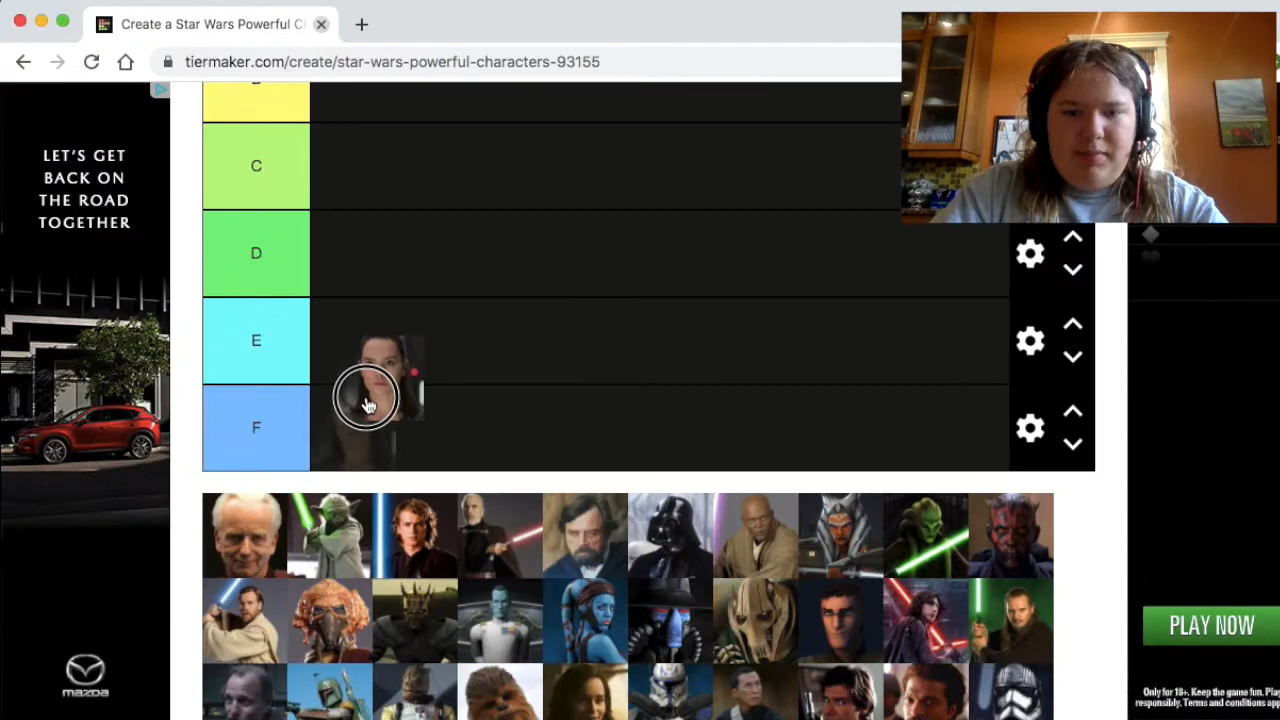 Create a Star Wars Powerful C
tiermaker.com/create/star-wars-powerful-characters-93155
LET'S GET
BACK ON
THE ROAD
TOGETHER
C
D
E
F
mazda
PLAY NOW
Only for 18+. Keep the game fun. Play
responsibly. Terms and conditions app